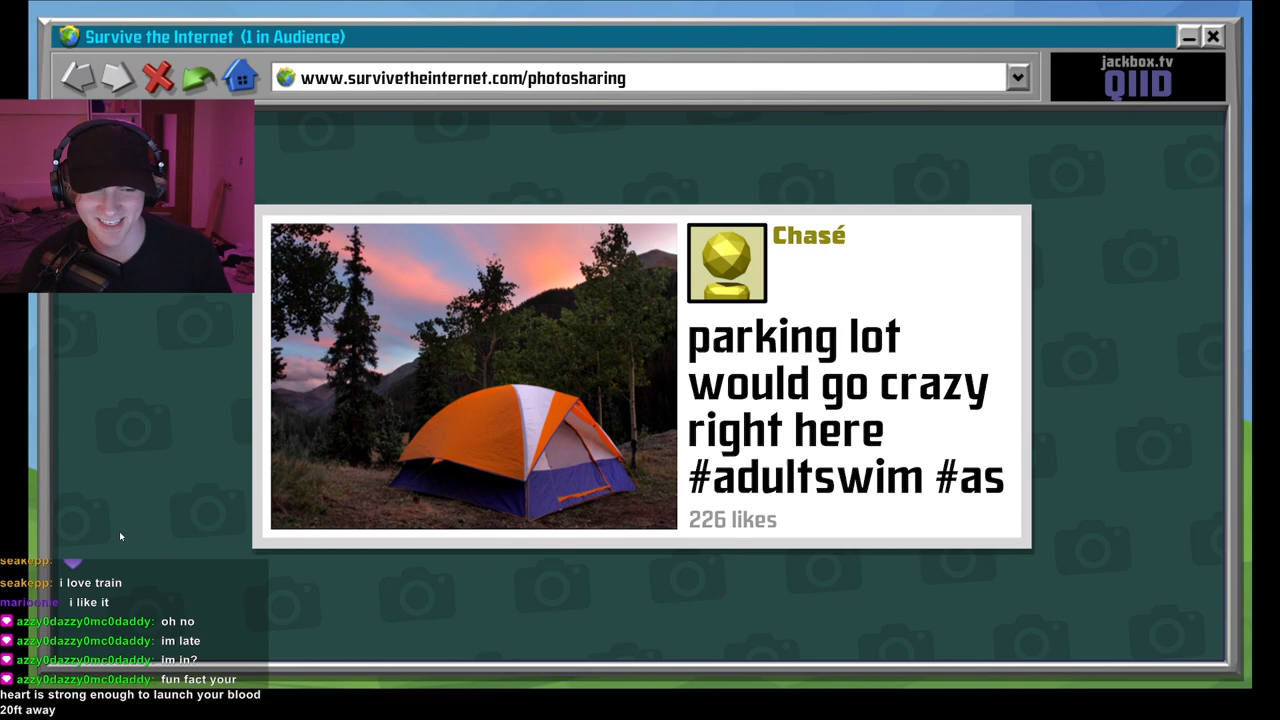 Survive the Internet (1 in Audience)
www.survivetheinternet.com/photosharing
jackbox.tv
QIID
Chasé
parking lot
would go crazy
right here
#adultswim #as
226 likes
seakepp:
seakepp: i love train
marioonie: i like it
azzy0dazzy0mc0daddy: oh no
azzy0dazzy0mc0daddy: im late
azzy0dazzy0mc0daddy: im in?
azzy0dazzy0mc0daddy: fun fact your
heart is strong enough to launch your blood
20ft away